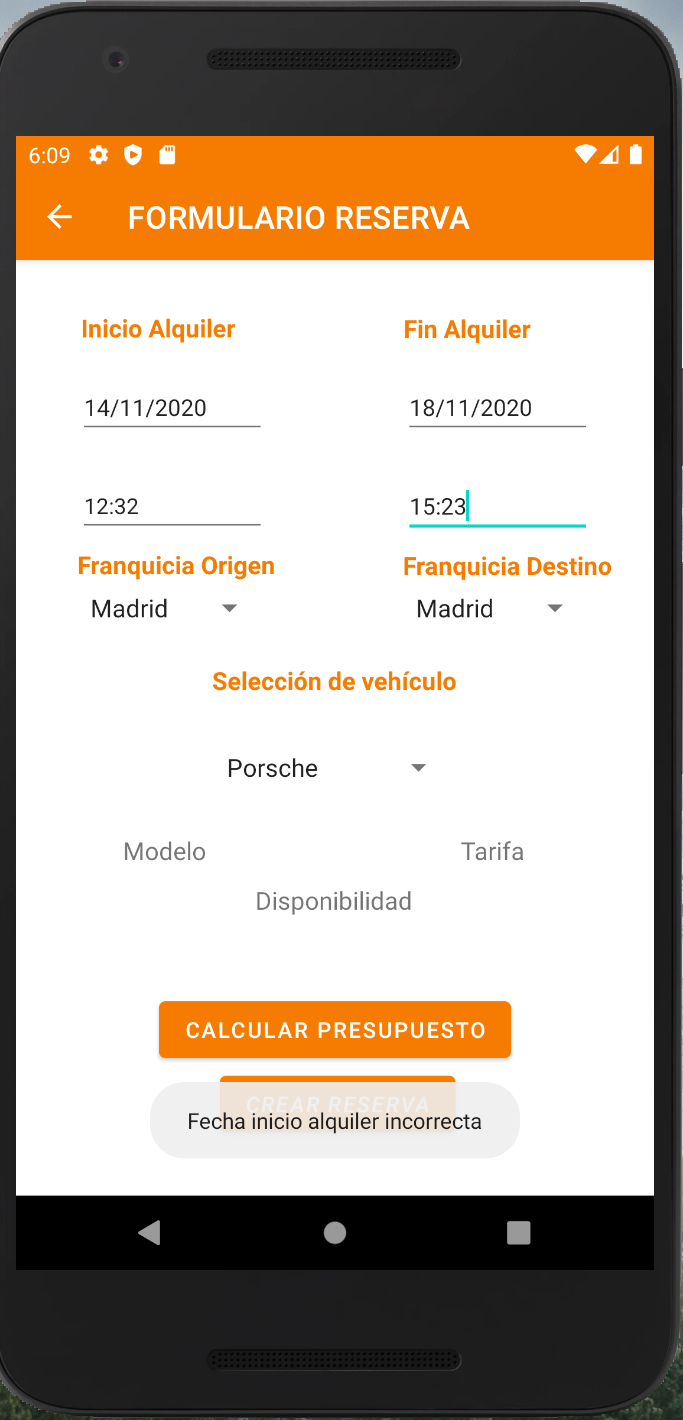 6:09
FORMULARIO RESERVA
Inicio Alquiler
Fin Alquiler
14/11/2020
18/11/2020
12:32
15:23
Franquicia Origen
Franquicia Destino
Madrid
Madrid
Selección de vehículo
Porsche
Modelo
Tarifa
Disponibilidad
CALCULAR PRESUPUESTO
CREAR RESERVA
Fecha inicio alquiler incorrecta